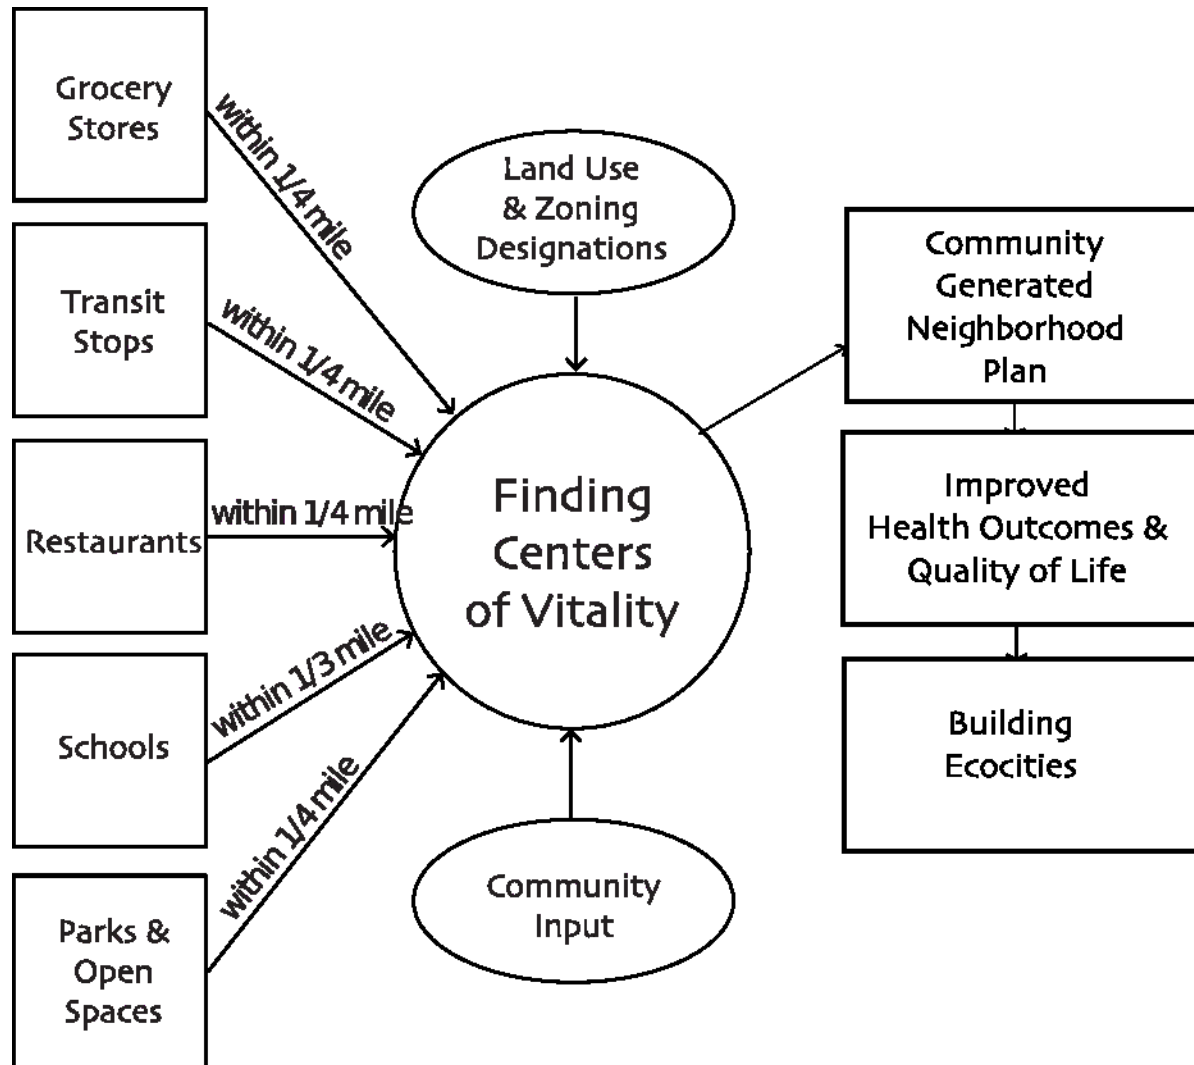 Grocery
Stores
within 1/4 mile
Transit
Stops
within 1/4 mile
Restaurants
within 1/4 mile
Schools
within 1/3 mile
Parks &
Open
Spaces
within 1/4 mile
Land Use
& Zoning
Designations
Finding
Centers
of Vitality
Community
Input
Community
Generated
Neighborhood
Plan
Improved
Health Outcomes &
Quality of Life
Building
Ecocities